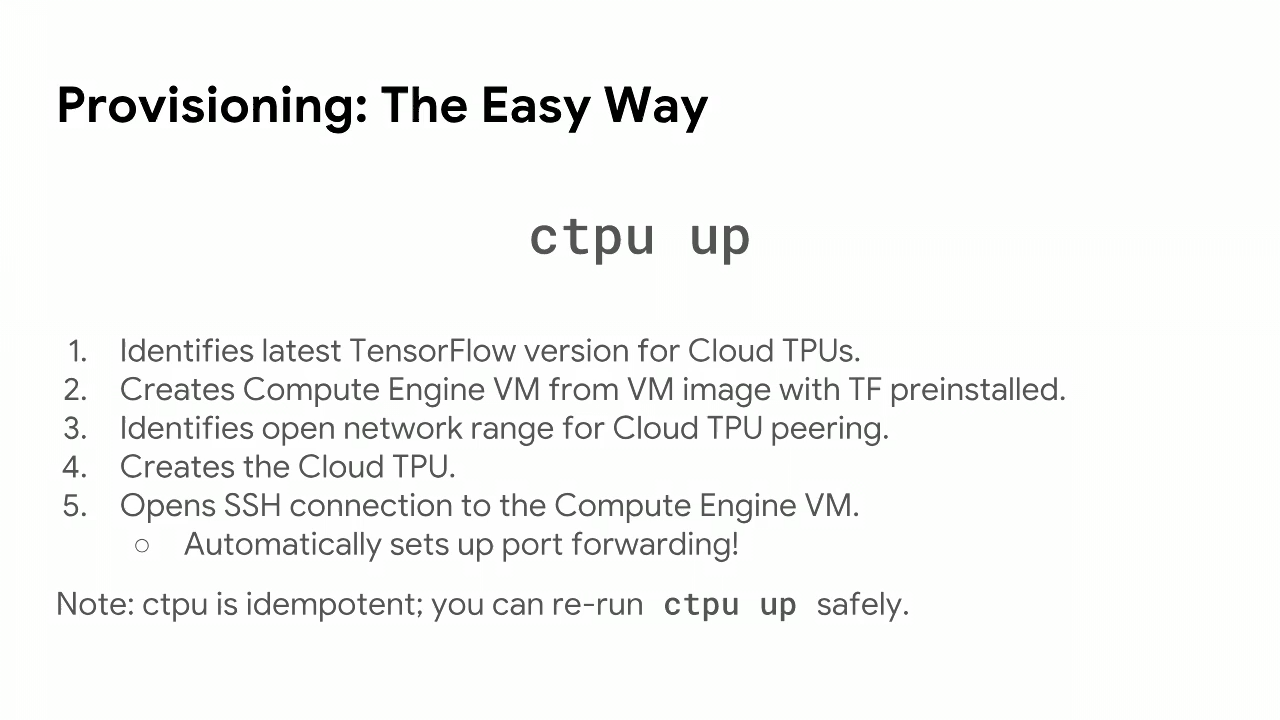 Provisioning: The Easy Way
ctpu up
1. Identifies latest TensorFlow version for Cloud TPUs.
2. Creates Compute Engine VM from VM image with TF preinstalled.
3. Identifies open network range for Cloud TPU peering.
4. Creates the Cloud TPU.
5. Opens SSH connection to the Compute Engine VM.
○ Automatically sets up port forwarding!
Note: ctpu is idempotent; you can re-run ctpu up safely.